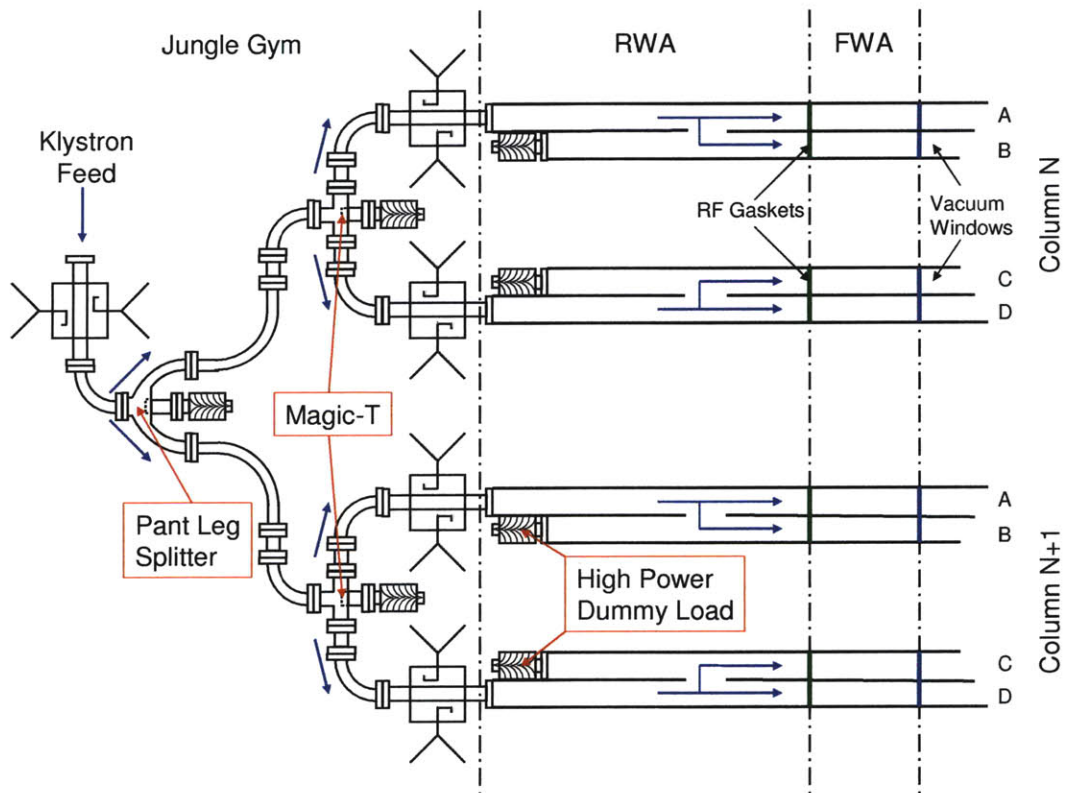 Jungle Gym
RWA
FWA
Klystron
Feed
A
B
RF Gaskets
Vacuum
Windows
Column N
C
D
Magic-T
Pant Leg
Splitter
A
B
High Power
Dummy Load
Column N+1
C
D